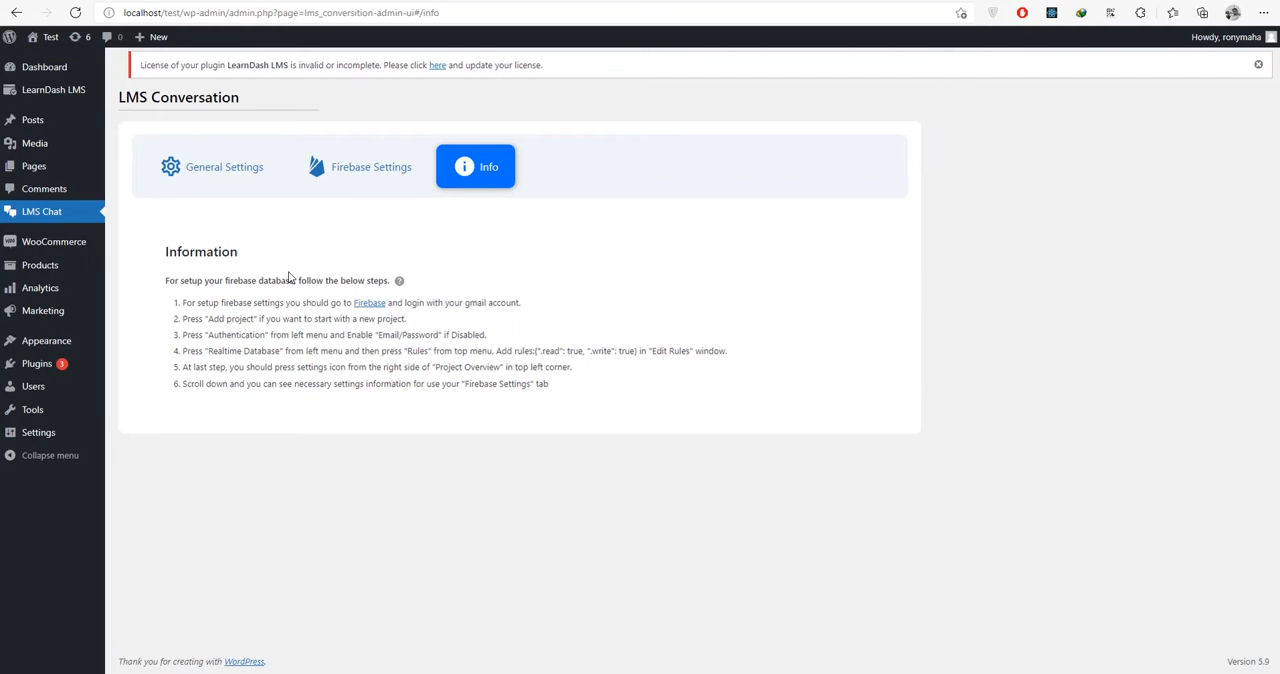 localhost/test/wp-admin/admin.php?page=lms_conversition-admin-ui#/info
Test
6
0
New
Howdy, ronymaha
Dashboard
LearnDash LMS
Posts
Media
Pages
Comments
LMS Chat
WooCommerce
Products
Analytics
Marketing
Appearance
Plugins 3
Users
Tools
Settings
Collapse menu
License of your plugin LearnDash LMS is invalid or incomplete. Please click here and update your license.
LMS Conversation
General Settings
Firebase Settings
Info
Information
For setup your firebase database follow the below steps. ?
1. For setup firebase settings you should go to Firebase and login with your gmail account.
2. Press "Add project" if you want to start with a new project.
3. Press "Authentication" from left menu and Enable "Email/Password" if Disabled.
4. Press "Realtime Database" from left menu and then press "Rules" from top menu. Add rules:{".read": true, ".write": true} in "Edit Rules" window.
5. At last step, you should press settings icon from the right side of "Project Overview" in top left corner.
6. Scroll down and you can see necessary settings information for use your "Firebase Settings" tab
Thank you for creating with WordPress.
Version 5.9